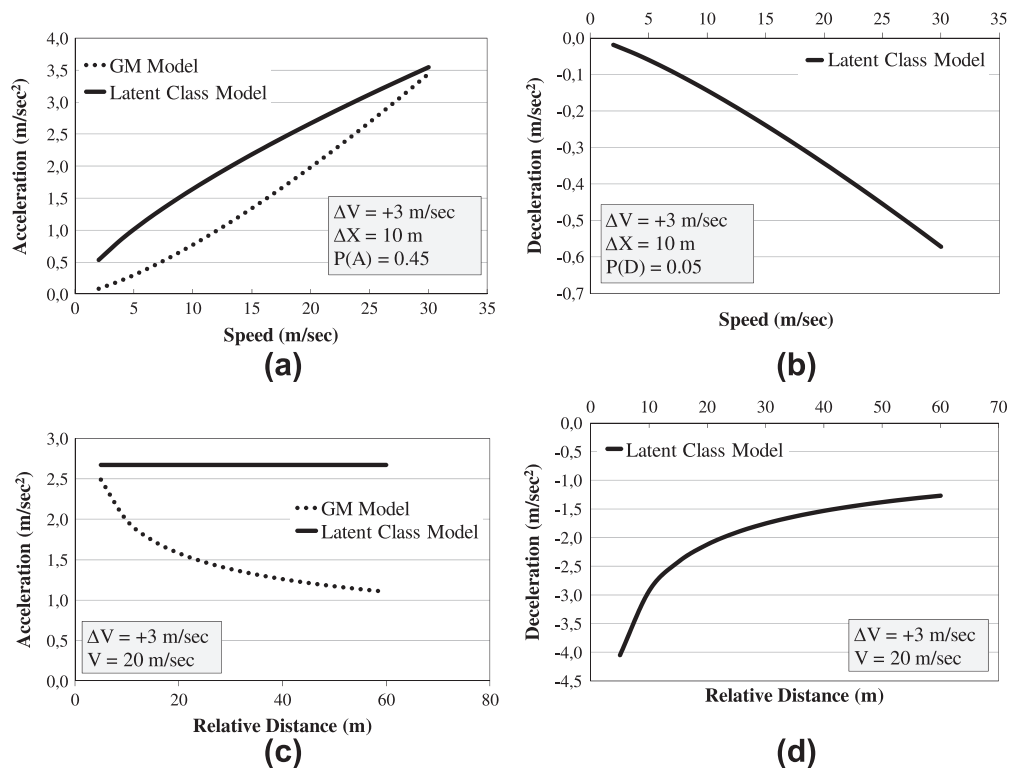 4,0
3,5
3,0
2,5
2,0
1,5
1,0
0,5
0,0
Acceleration (m/sec²)
GM Model
Latent Class Model
ΔV = +3 m/sec
ΔX = 10 m
P(A) = 0.45
0 5 10 15 20 25 30 35
Speed (m/sec)
(a)
0 5 10 15 20 25 30 35
0,0
-0,1
-0,2
-0,3
-0,4
-0,5
-0,6
-0,7
Deceleration (m/sec²)
Latent Class Model
ΔV = +3 m/sec
ΔX = 10 m
P(D) = 0.05
Speed (m/sec)
(b)
3,0
2,5
2,0
1,5
1,0
0,5
0,0
Acceleration (m/sec²)
GM Model
Latent Class Model
ΔV = +3 m/sec
V = 20 m/sec
0 20 40 60 80
Relative Distance (m)
(c)
0 10 20 30 40 50 60 70
0,0
-0,5
-1,0
-1,5
-2,0
-2,5
-3,0
-3,5
-4,0
-4,5
Deceleration (m/sec²)
Latent Class Model
ΔV = +3 m/sec
V = 20 m/sec
Relative Distance (m)
(d)